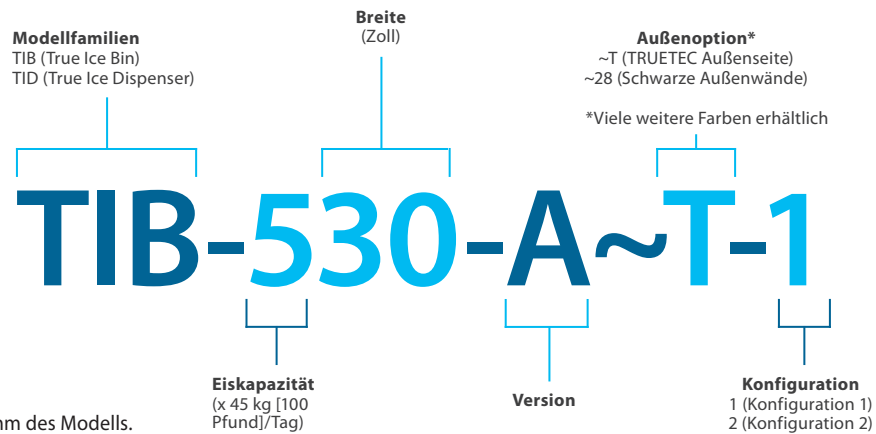 Modellfamilien
TIB (True Ice Bin)
TID (True Ice Dispenser)
Breite
(Zoll)
Außenoption*
~T (TRUETEC Außenseite)
~28 (Schwarze Außenwände)
*Viele weitere Farben erhältlich
TIB-530-A~T-1
Eiskapazität
(x 45 kg [100
Pfund]/Tag)
Version
Konfiguration
1 (Konfiguration 1)
2 (Konfiguration 2)
des Modells.